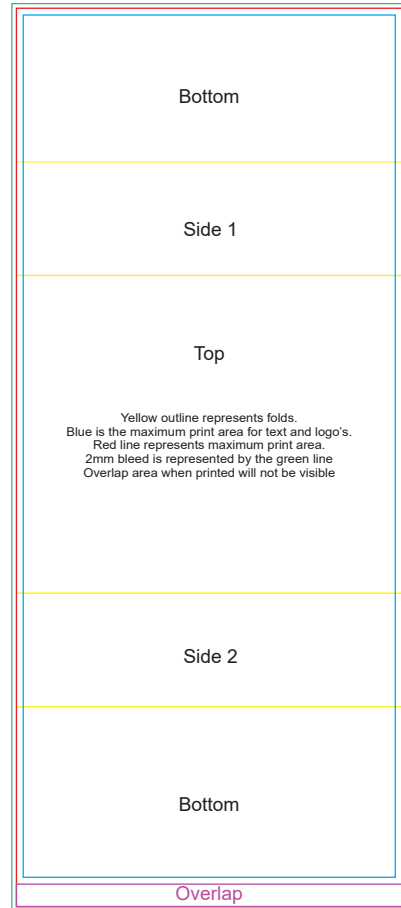 Bottom
Side 1
Top
Yellow outline represents folds.
Blue is the maximum print area for text and logo's.
Red line represents maximum print area.
2mm bleed is represented by the green line
Overlap area when printed will not be visible
Side 2
Bottom
Overlap